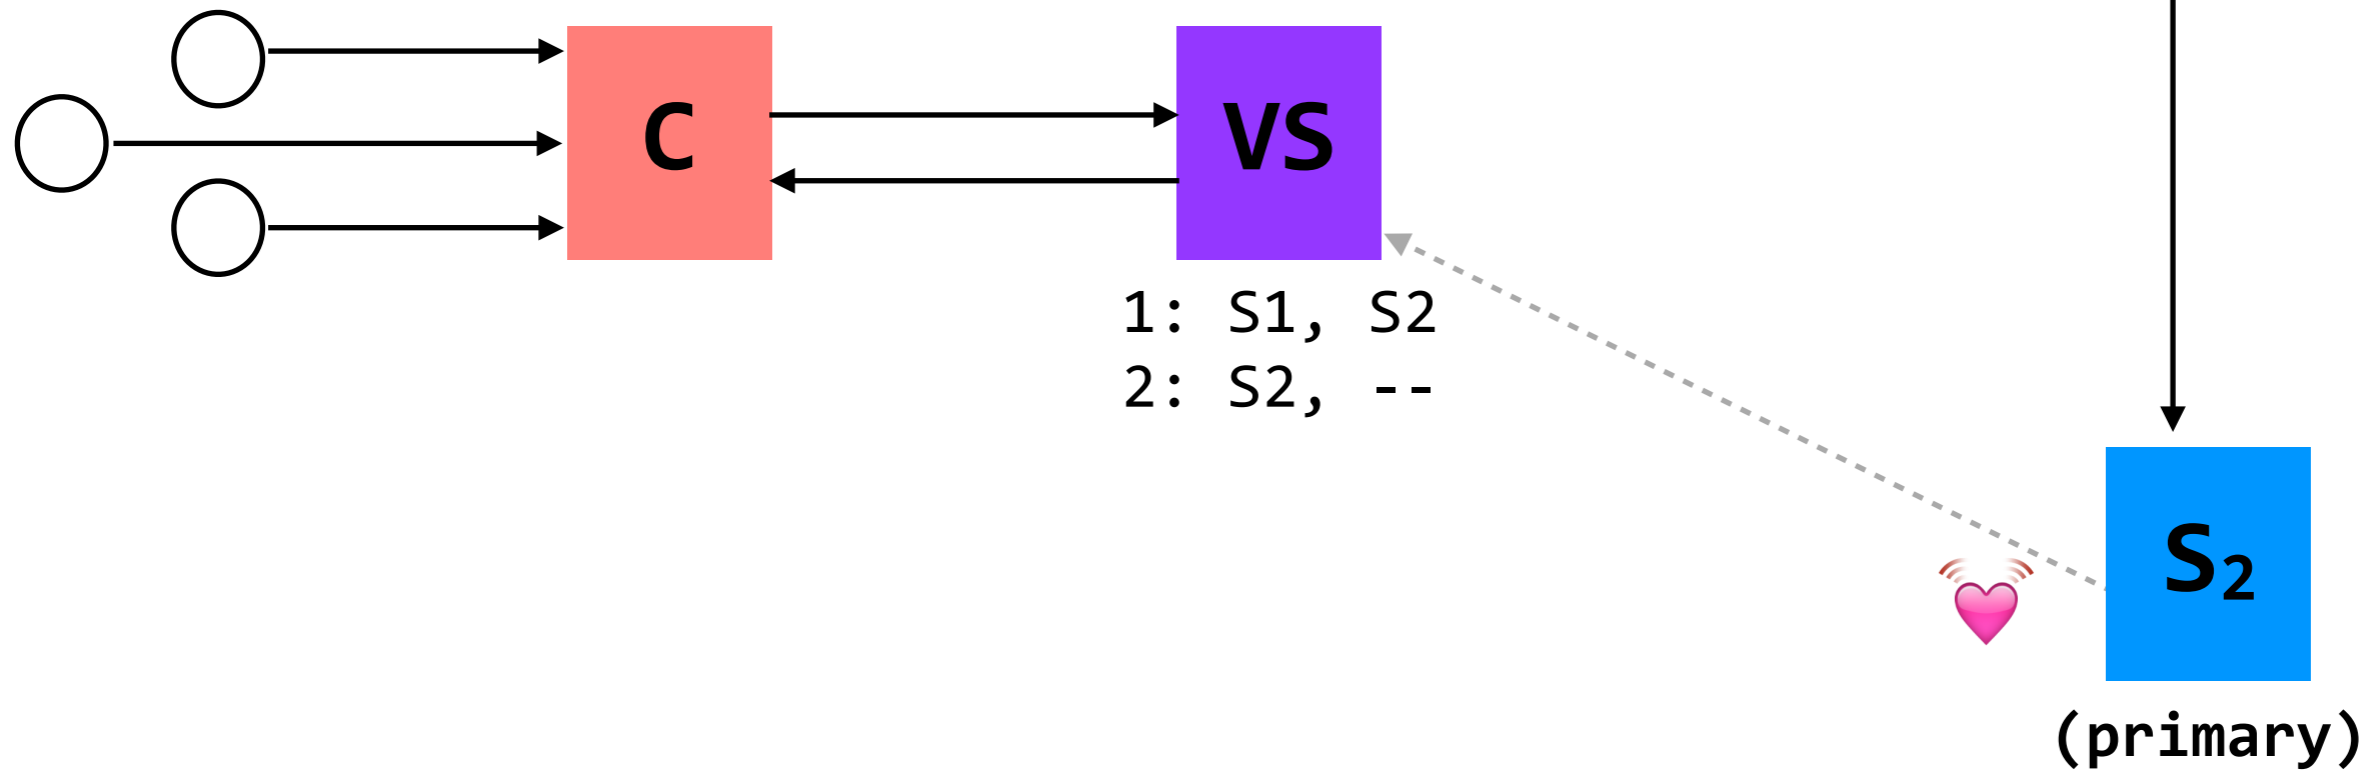 C
VS
1: S1, S2
2: S2, --
S₂
(primary)